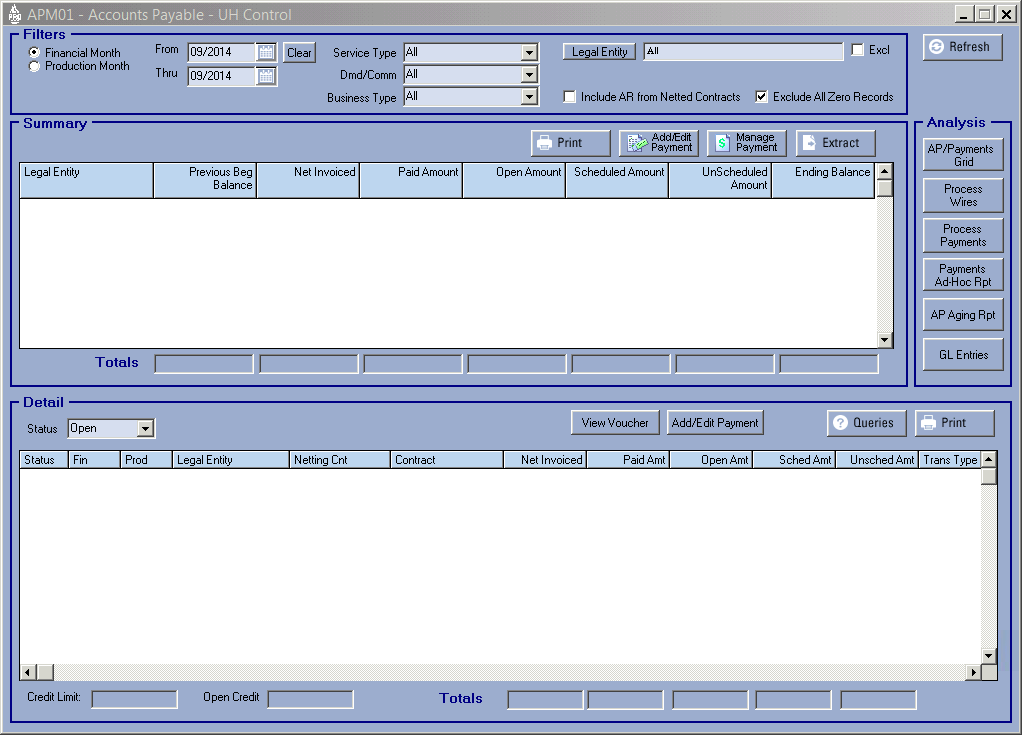 APM01 - Accounts Payable - UH Control
Filters
Financial Month
Production Month
From 09/2014 Clear
Thru 09/2014
Service Type All
Dmd/Comm All
Business Type All
Legal Entity All Excl
Include AR from Netted Contracts Exclude All Zero Records
Refresh
Summary
Print Add/Edit Payment Manage Payment Extract
Legal Entity Previous Beg Balance Net Invoiced Paid Amount Open Amount Scheduled Amount UnScheduled Amount Ending Balance
Totals
Analysis
AP/Payments
Grid
Process
Wires
Process
Payments
Payments
Ad-Hoc Rpt
AP Aging Rpt
GL Entries
Detail
Status Open View Voucher Add/Edit Payment Queries Print
Status Fin Prod Legal Entity Netting Cnt Contract Net Invoiced Paid Amt Open Amt Sched Amt Unsched Amt Trans Type
Credit Limit: Open Credit Totals